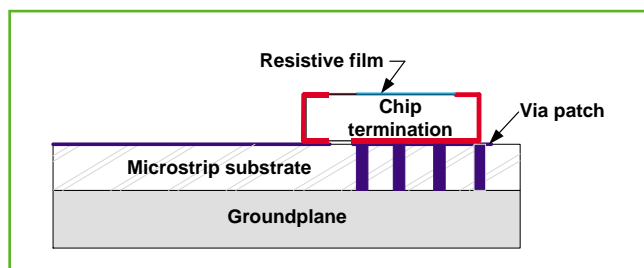 Resistive film
Chip
termination
Via patch
Microstrip substrate
Groundplane